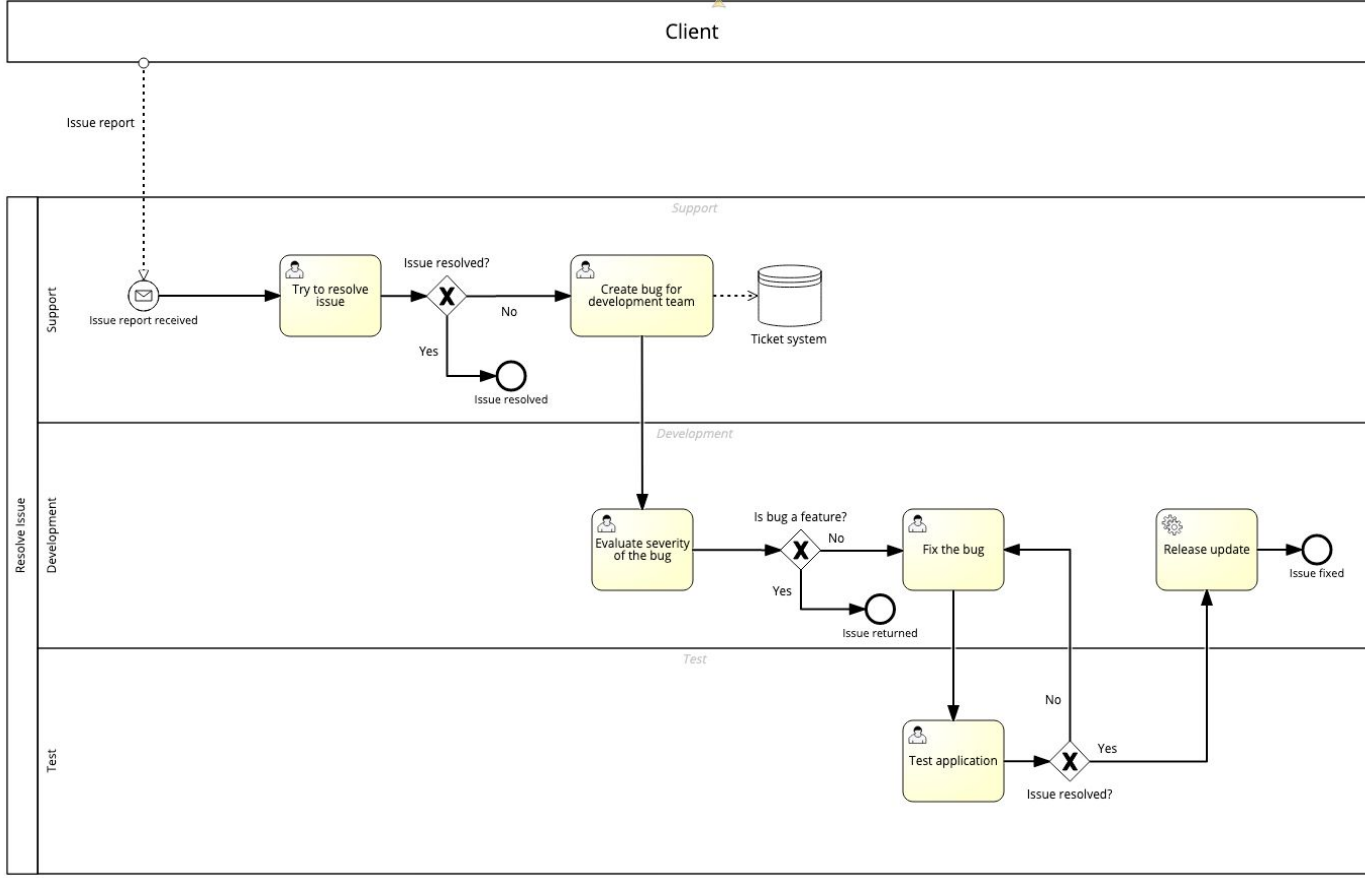 Client
Issue report
Support
Issue resolved?
Try to resolve
issue
Create bug for
development team
No
Issue report received
Ticket system
Yes
Issue resolved
Support
Development
Is bug a feature?
Evaluate severity
of the bug
No
Fix the bug
Release update
Issue fixed
Yes
Issue returned
Development
Resolve Issue
Test
No
Yes
Test application
Issue resolved?
Test